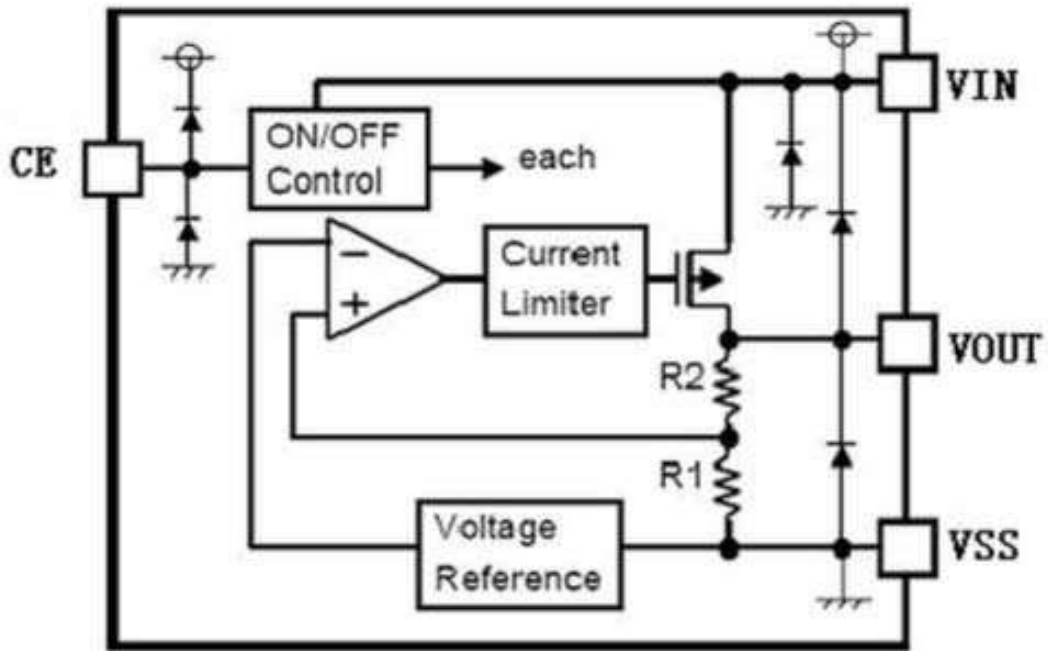 VIN
ON/OFF
Control
each
CE
−
+
Current
Limiter
VOUT
R2
R1
Voltage
Reference
VSS